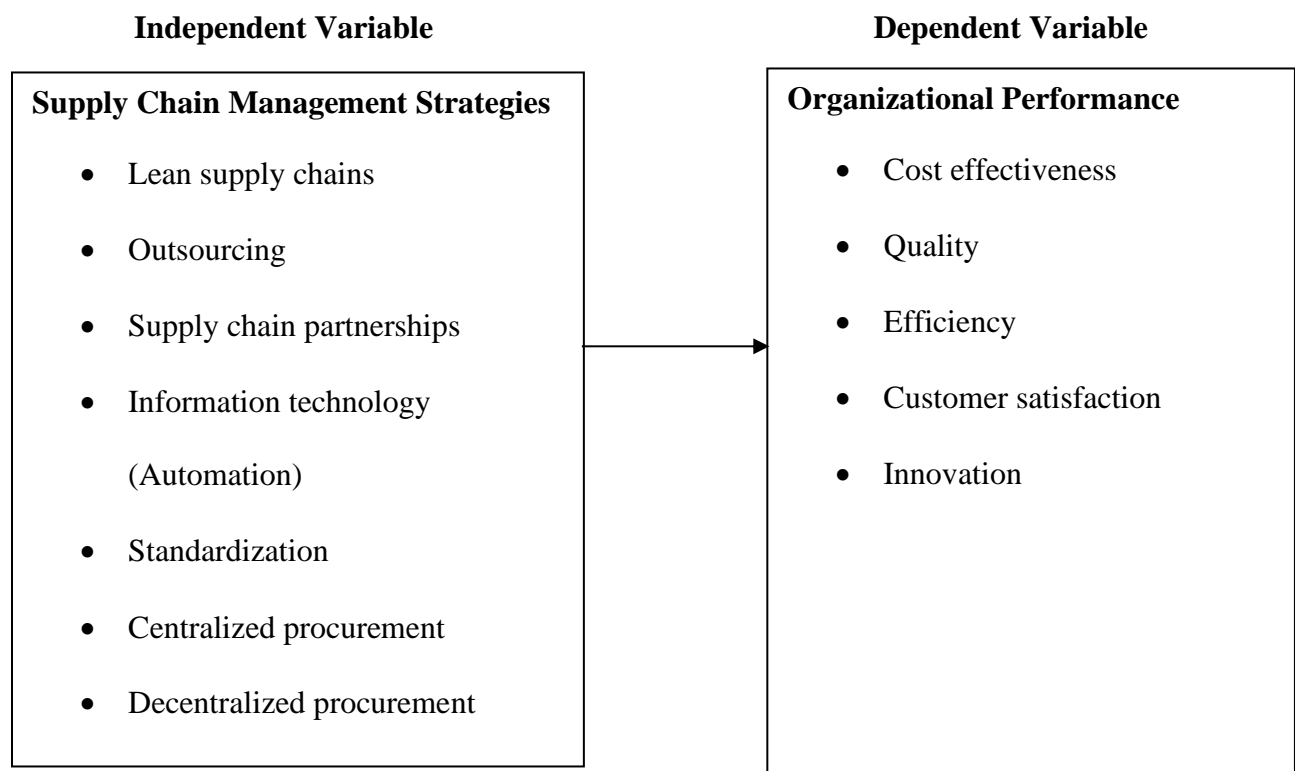 Independent Variable
Dependent Variable
Supply Chain Management Strategies
• Lean supply chains
• Outsourcing
• Supply chain partnerships
• Information technology
(Automation)
• Standardization
• Centralized procurement
• Decentralized procurement
Organizational Performance
• Cost effectiveness
• Quality
• Efficiency
• Customer satisfaction
• Innovation